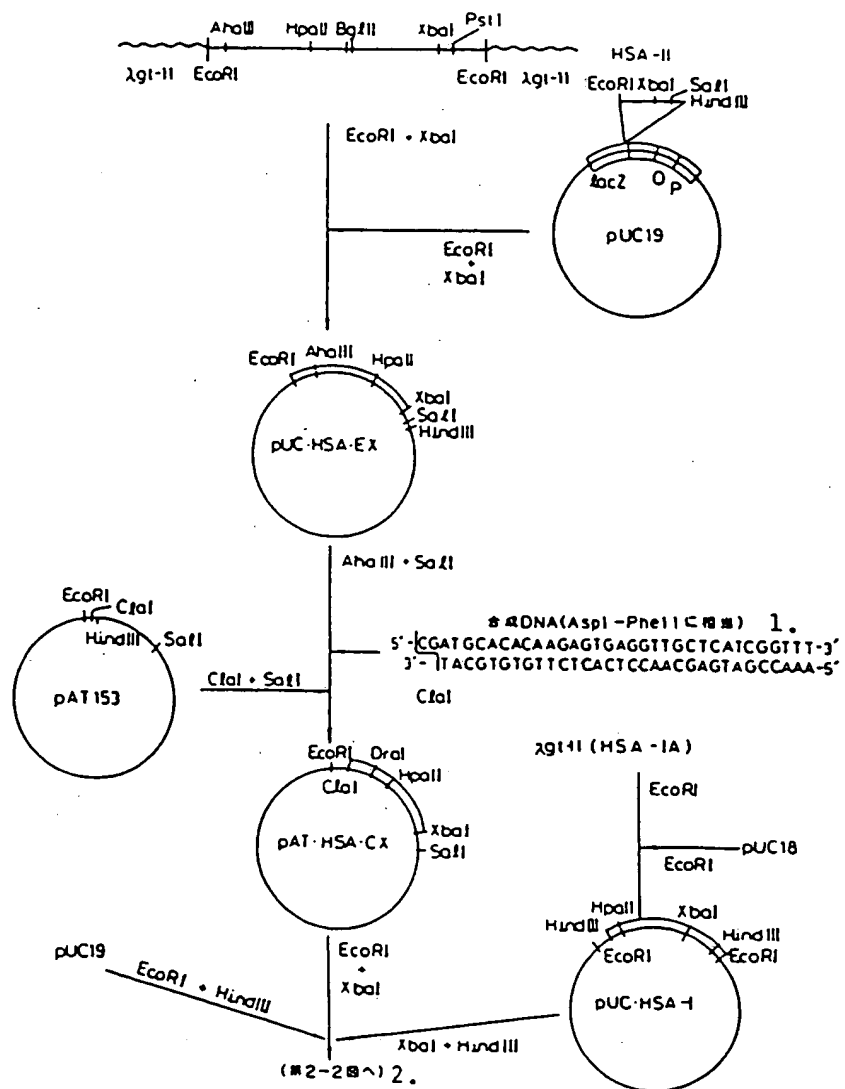 AhaIII HpaII BglII XbaI PstI
λgt-11 EcoRI EcoRI λgt-11
HSA-II
EcoRI XbaI SalI
HindIII
EcoRI + XbaI
lacZ O P
pUC19
EcoRI
+
XbaI
EcoRI AhaIII HpaII
XbaI
SalI
HindIII
pUC·HSA·EX
AhaIII + SalI
EcoRI ClaI
HindIII SalI
pAT153
合成DNA(Asp1-Phe11に相当) 1.
5'-CGATGCACACAAGAGTGAGGTTGCTCATCGGTTT-3'
3'-TACGTGTGTTCTCACTCCAACGAGTAGCCAAA-5'
ClaI
ClaI + SalI
EcoRI DraI
HpaII
ClaI
XbaI
SalI
pAT·HSA·CX
λgt11 (HSA-IA)
EcoRI
pUC18
EcoRI
HindIII HpaII XbaI HindIII
EcoRI EcoRI
pUC·HSA-I
EcoRI
+
XbaI
pUC19
EcoRI + HindIII
XbaI + HindIII
(第2-2図へ) 2.